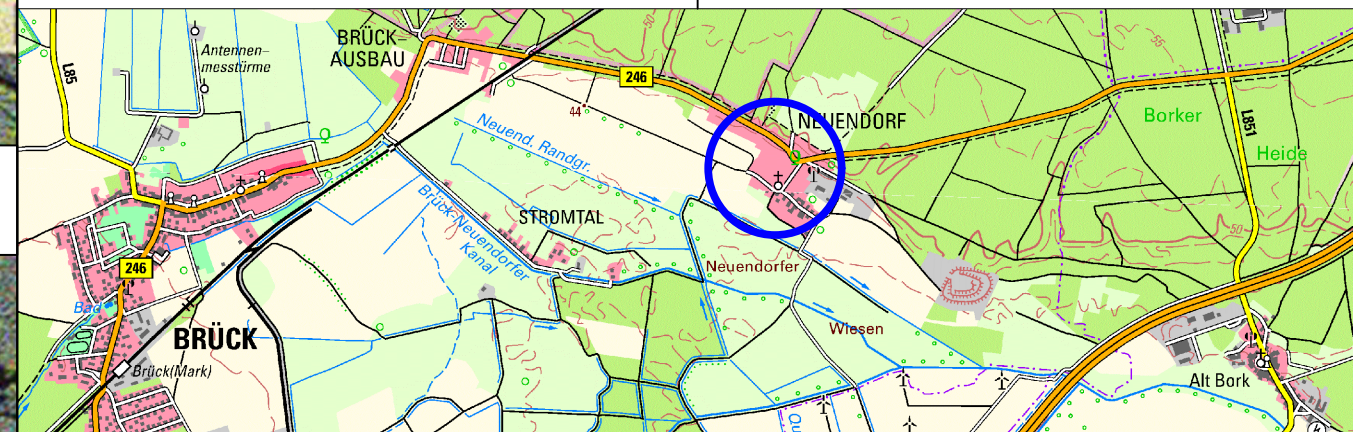 L85
Antennen-
messtürme
BRÜCK-
AUSBAU
246
44
50
55
NEUENDORF
Borker
Heide
L851
Neuend. Randgr.
Brück-Neuendorfer
Kanal
STROMTAL
Neuendorfer
Wiesen
50
246
Bad
BRÜCK
Brück(Mark)
Alt Bork